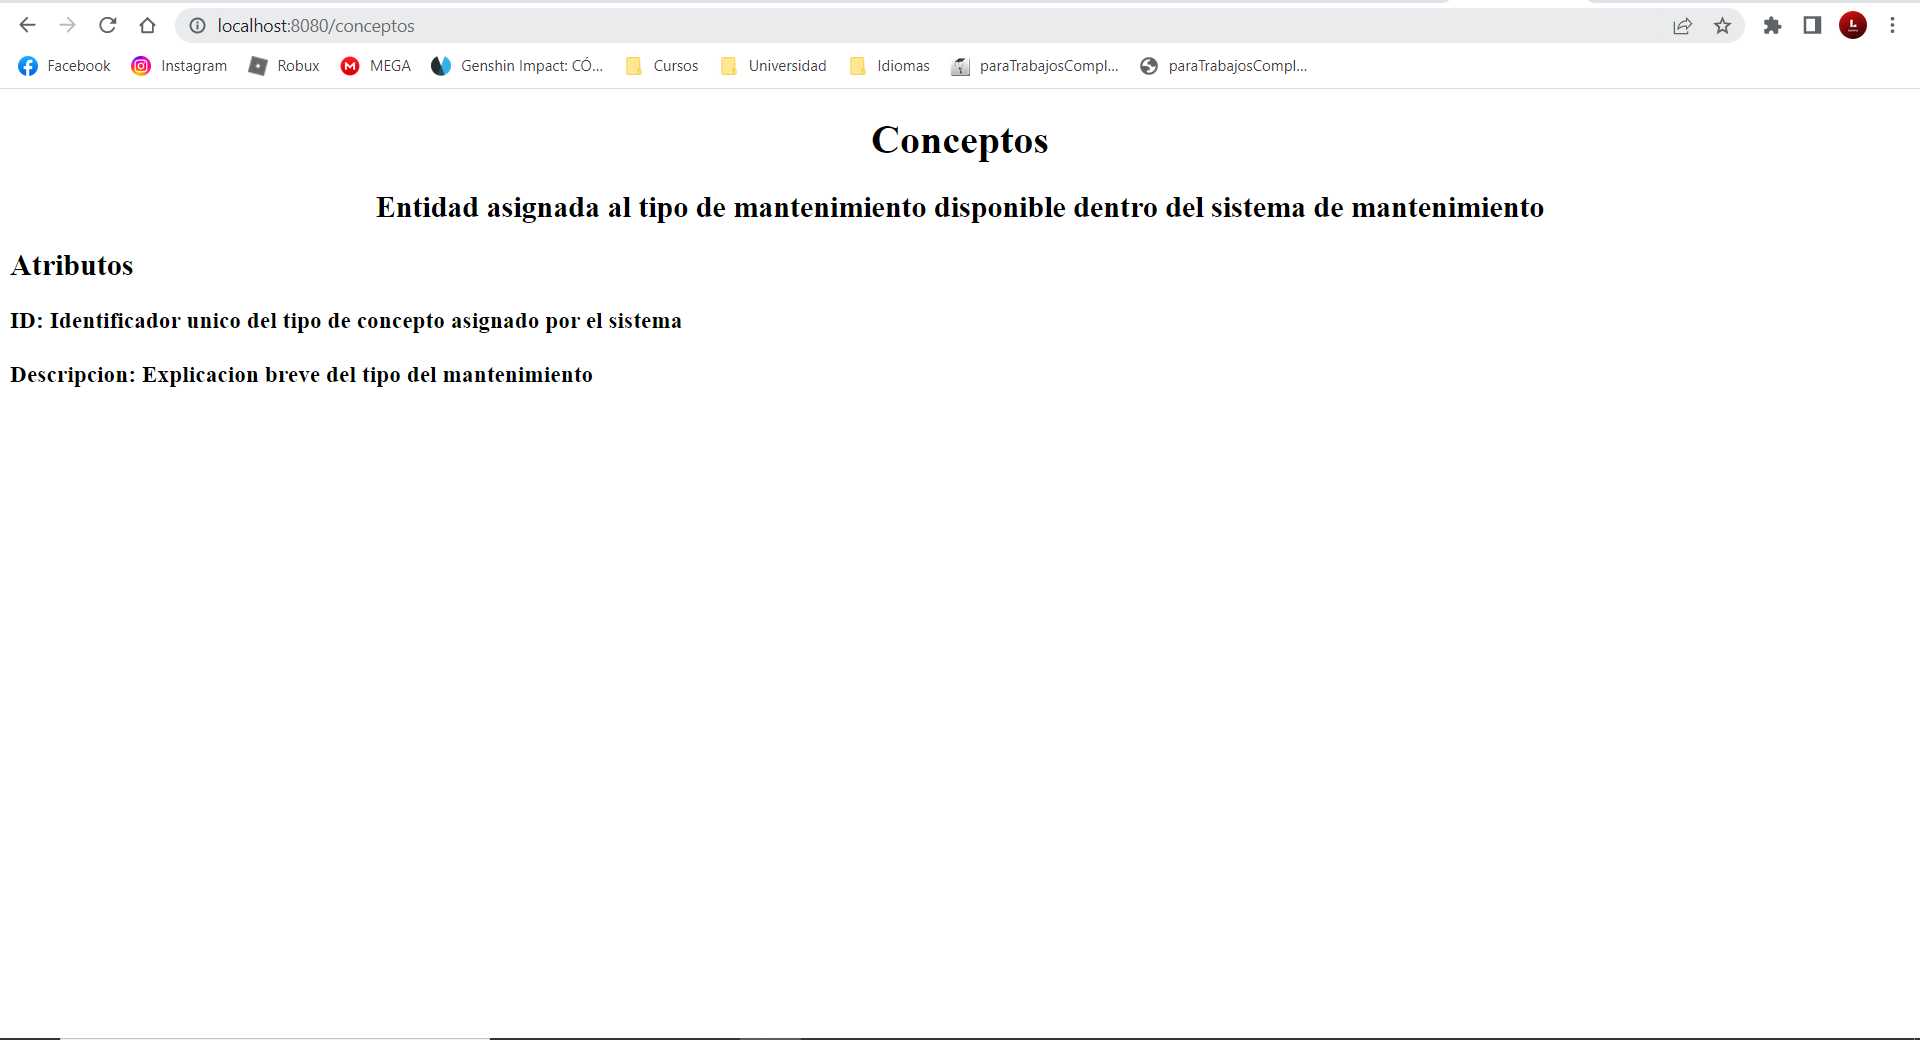 localhost:8080/conceptos
Facebook Instagram Robux MEGA Genshin Impact: CÓ... Cursos Universidad Idiomas paraTrabajosCompl... paraTrabajosCompl...
Conceptos
Entidad asignada al tipo de mantenimiento disponible dentro del sistema de mantenimiento
Atributos
ID: Identificador unico del tipo de concepto asignado por el sistema
Descripcion: Explicacion breve del tipo del mantenimiento